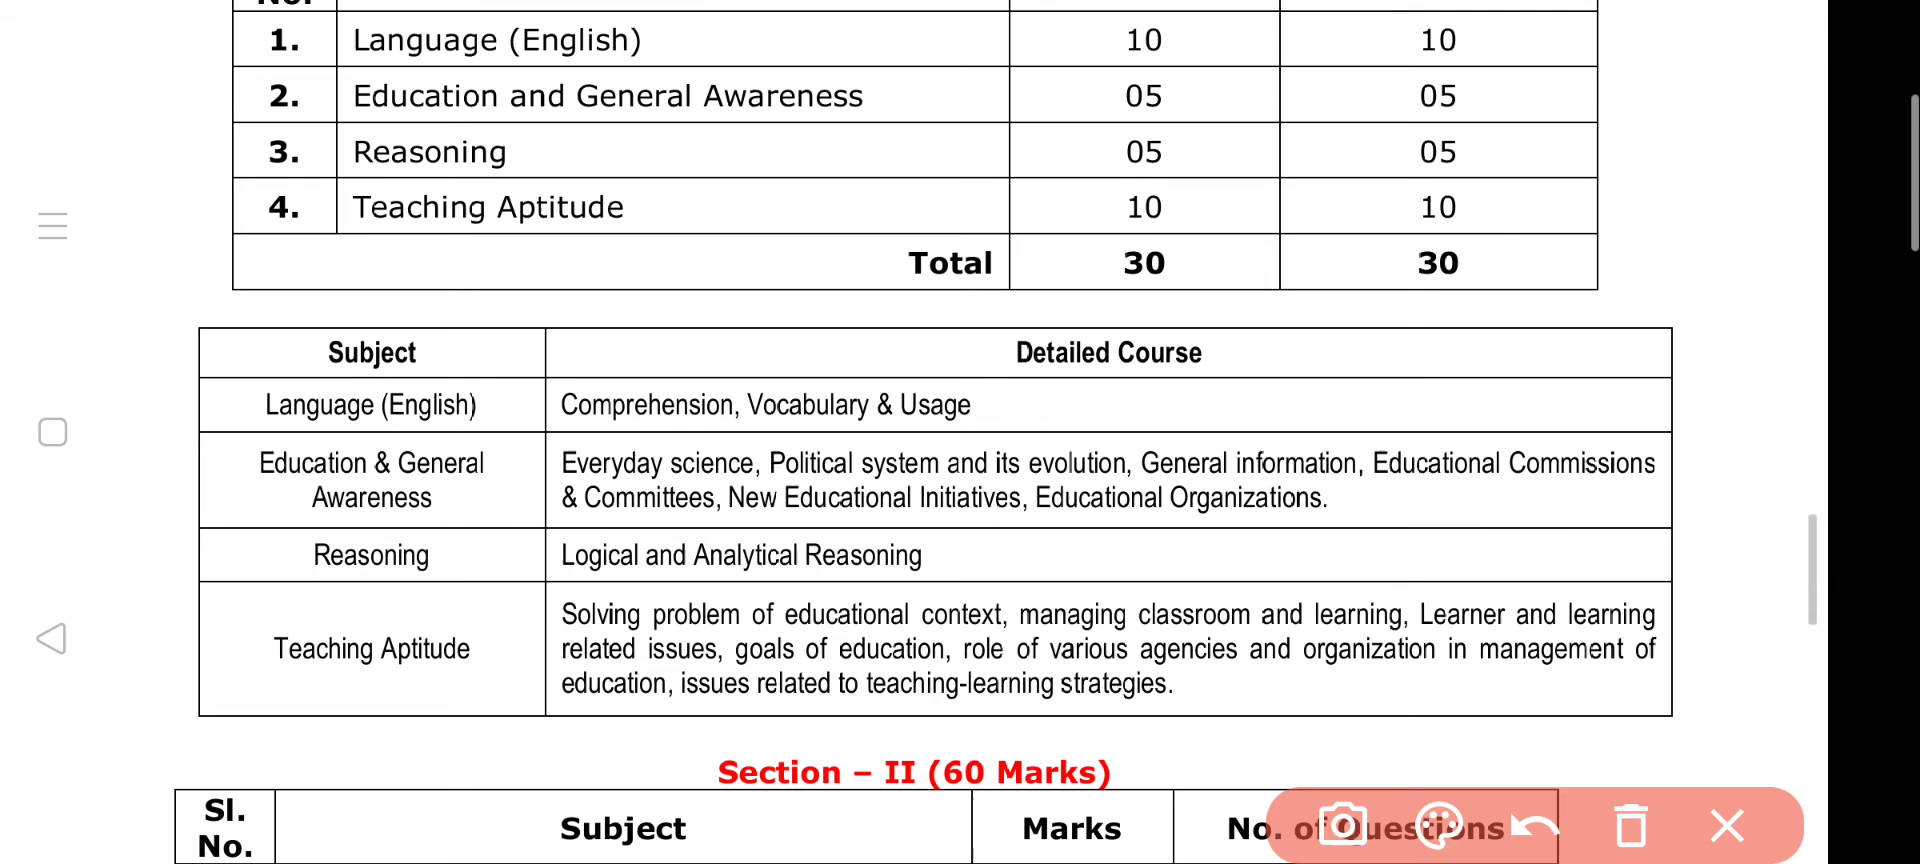 No.
1. Language (English) 10 10
2. Education and General Awareness 05 05
3. Reasoning 05 05
4. Teaching Aptitude 10 10
Total 30 30
Subject Detailed Course
Language (English) Comprehension, Vocabulary & Usage
Education & General Everyday science, Political system and its evolution, General information, Educational Commissions
Awareness & Committees, New Educational Initiatives, Educational Organizations.
Reasoning Logical and Analytical Reasoning
Solving problem of educational context, managing classroom and learning, Learner and learning
Teaching Aptitude related issues, goals of education, role of various agencies and organization in management of
education, issues related to teaching-learning strategies.
Section – II (60 Marks)
Sl.
No. Subject Marks No. of Questions